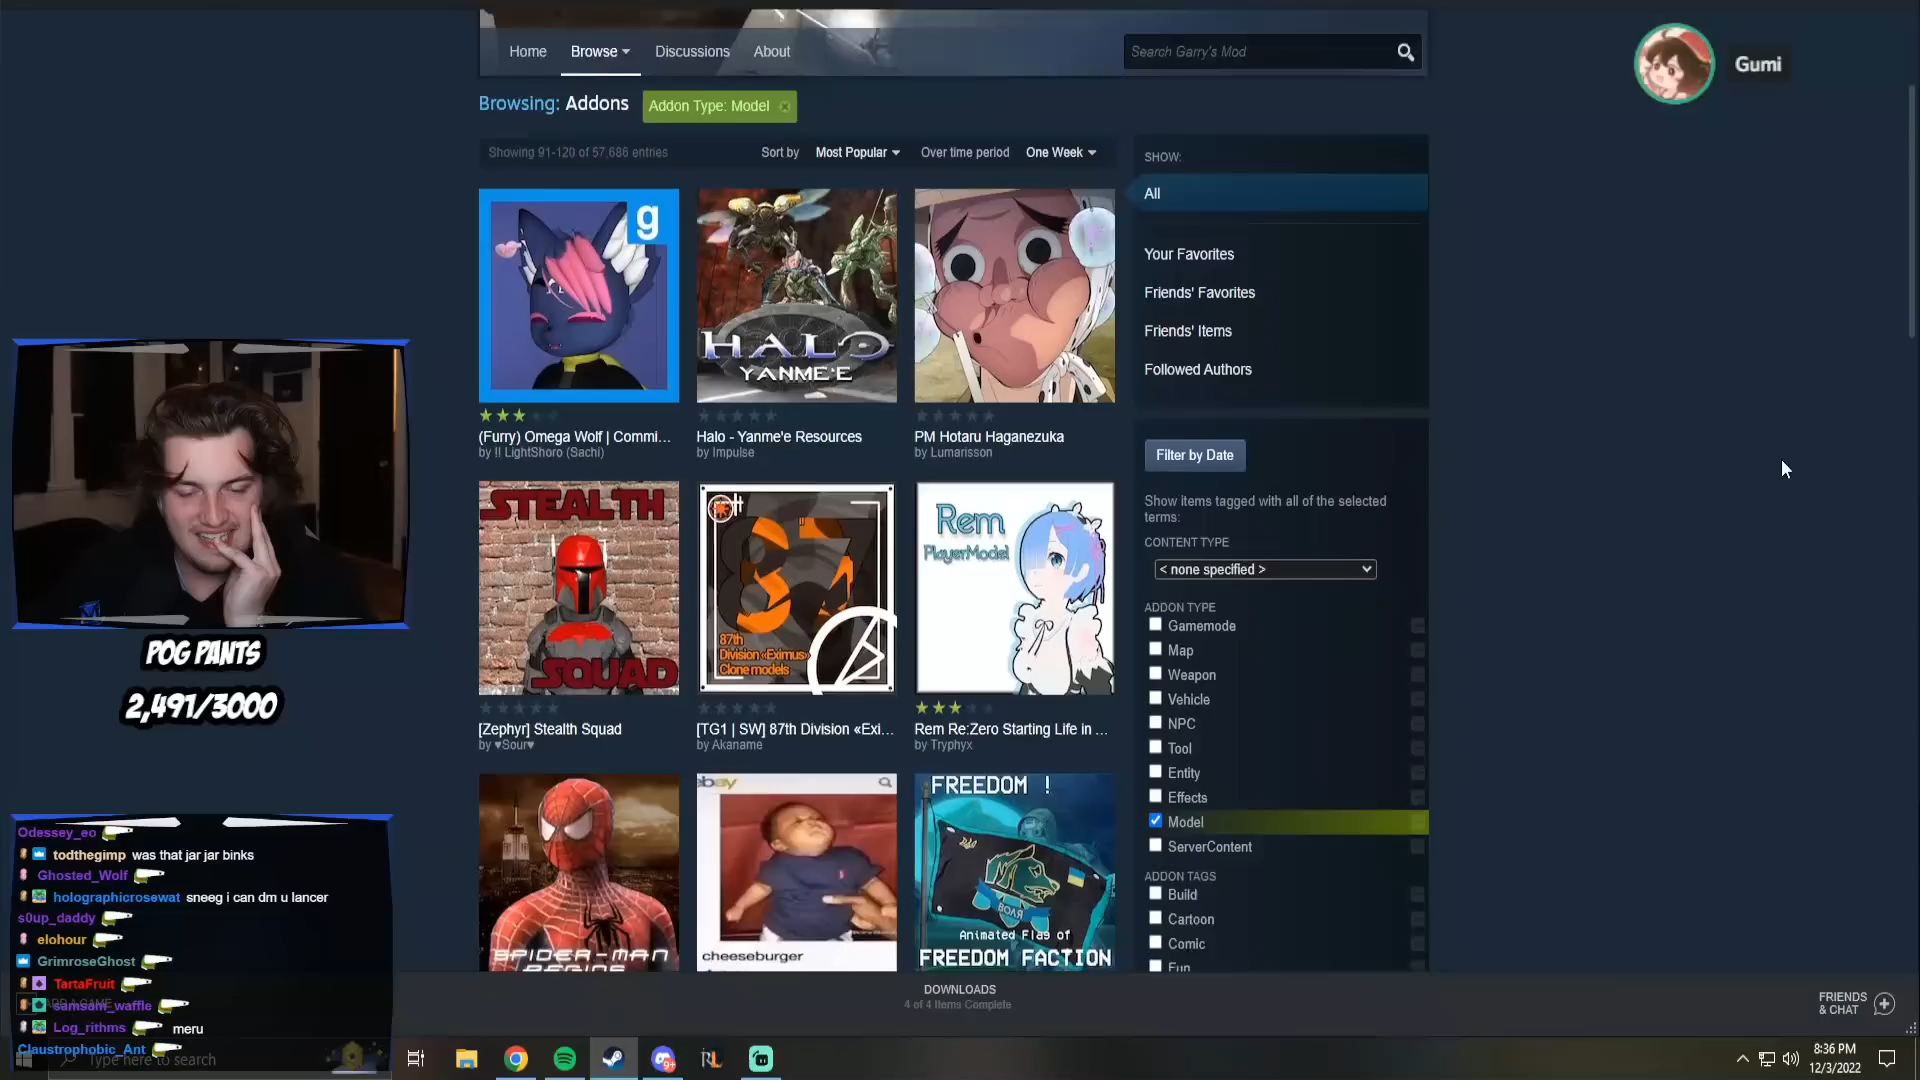 Home Browse Discussions About
Search Garry's Mod
Gumi
Browsing: Addons
Addon Type: Model
Showing 91-120 of 57,686 entries
Sort by Most Popular
Over time period One Week
g
HALO
YANME'E
(Furry) Omega Wolf | Commi...
by !! LightShoro (Sachi)
Halo - Yanme'e Resources
by Impulse
PM Hotaru Haganezuka
by Lumarisson
STEALTH
SQUAD
87th
Division «Eximus»
Clone models
Rem
PlayerModel
[Zephyr] Stealth Squad
by ♥Sour♥
[TG1 | SW] 87th Division «Exi...
by Akaname
Rem Re:Zero Starting Life in ...
by Tryphyx
SPIDER-MAN
ebay
cheeseburger
FREEDOM !
ВОЛЯ
Animated Flag of
FREEDOM FACTION
SHOW:
All
Your Favorites
Friends' Favorites
Friends' Items
Followed Authors
Filter by Date
Show items tagged with all of the selected
terms:
CONTENT TYPE
< none specified >
ADDON TYPE
Gamemode
Map
Weapon
Vehicle
NPC
Tool
Entity
Effects
Model
ServerContent
ADDON TAGS
Build
Cartoon
Comic
Fun
POG PANTS
2,491/3000
Odessey_eo
todthegimp was that jar jar binks
Ghosted_Wolf
holographicrosewat sneeg i can dm u lancer
s0up_daddy
elohour
GrimroseGhost
TartaFruit
samsam_waffle
Log_rithms meru
Claustrophobic_Ant
DOWNLOADS
4 of 4 Items Complete
FRIENDS
& CHAT
Type here to search
9+
8:36 PM
12/3/2022